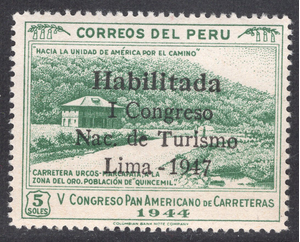 CORREOS DEL PERU
"HACIA LA UNIDAD DE AMÉRICA POR EL CAMINO"
Habilitada
I Congreso
Nac. de Turismo
Lima -1947
CARRETERA URCOS-MARCAPATA, A LA
ZONA DEL ORO. POBLACIÓN DE "QUINCEMIL"
5
SOLES
V CONGRESO PAN AMERICANO DE CARRETERAS
1944
COLUMBIAN BANK NOTE COMPANY